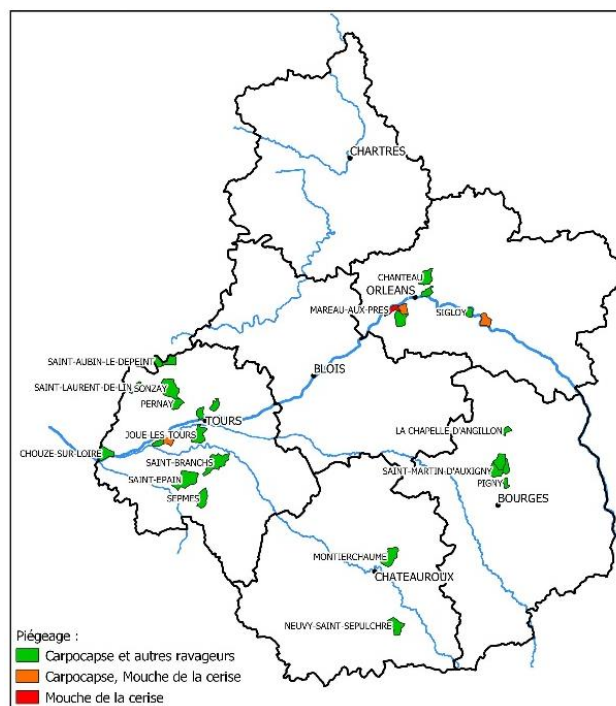 CHARTRES
CHANTEAU
ORLEANS
MAREAU-AUX-PRES
SIGLOY
SAINT-AUBIN-LE-DEPEINT
BLOIS
SAINT-LAURENT-DE-LIN
SONZAY
PERNAY
TOURS
JOUE-LES-TOURS
LA CHAPELLE D'ANGILLON
CHOUZE-SUR-LOIRE
SAINT-BRANCHS
SAINT-MARTIN-D'AUXIGNY
SAINT-EPAIN
PIGNY
SEPMES
BOURGES
MONTIERCHAUME
CHATEAUROUX
NEUVY-SAINT-SEPULCHRE
Piégeage :
Carpocapse et autres ravageurs
Carpocapse, Mouche de la cerise
Mouche de la cerise